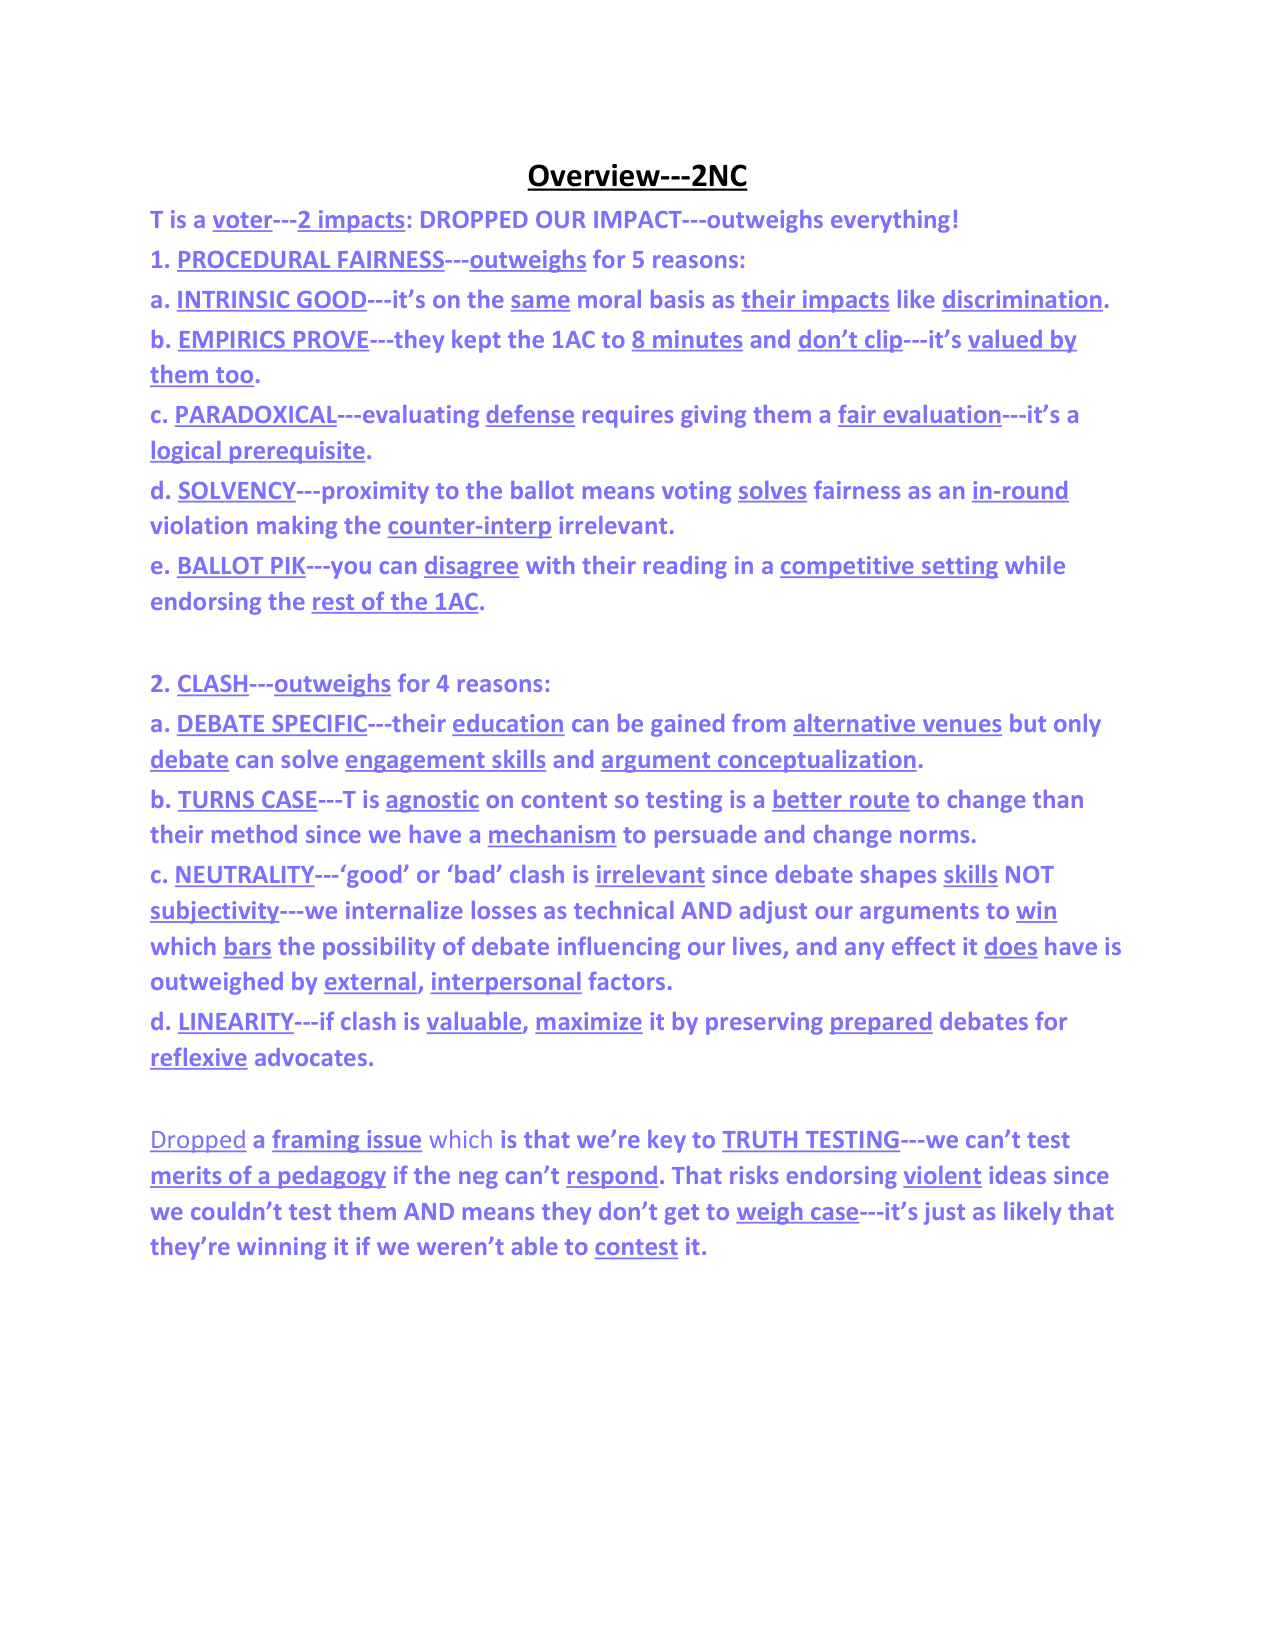 Overview---2NC
T is a voter---2 impacts: DROPPED OUR IMPACT---outweighs everything!
1. PROCEDURAL FAIRNESS---outweighs for 5 reasons:
a. INTRINSIC GOOD---it’s on the same moral basis as their impacts like discrimination.
b. EMPIRICS PROVE---they kept the 1AC to 8 minutes and don’t clip---it’s valued by
them too.
c. PARADOXICAL---evaluating defense requires giving them a fair evaluation---it’s a
logical prerequisite.
d. SOLVENCY---proximity to the ballot means voting solves fairness as an in-round
violation making the counter-interp irrelevant.
e. BALLOT PIK---you can disagree with their reading in a competitive setting while
endorsing the rest of the 1AC.
2. CLASH---outweighs for 4 reasons:
a. DEBATE SPECIFIC---their education can be gained from alternative venues but only
debate can solve engagement skills and argument conceptualization.
b. TURNS CASE---T is agnostic on content so testing is a better route to change than
their method since we have a mechanism to persuade and change norms.
c. NEUTRALITY---‘good’ or ‘bad’ clash is irrelevant since debate shapes skills NOT
subjectivity---we internalize losses as technical AND adjust our arguments to win
which bars the possibility of debate influencing our lives, and any effect it does have is
outweighed by external, interpersonal factors.
d. LINEARITY---if clash is valuable, maximize it by preserving prepared debates for
reflexive advocates.
Dropped a framing issue which is that we’re key to TRUTH TESTING---we can’t test
merits of a pedagogy if the neg can’t respond. That risks endorsing violent ideas since
we couldn’t test them AND means they don’t get to weigh case---it’s just as likely that
they’re winning it if we weren’t able to contest it.